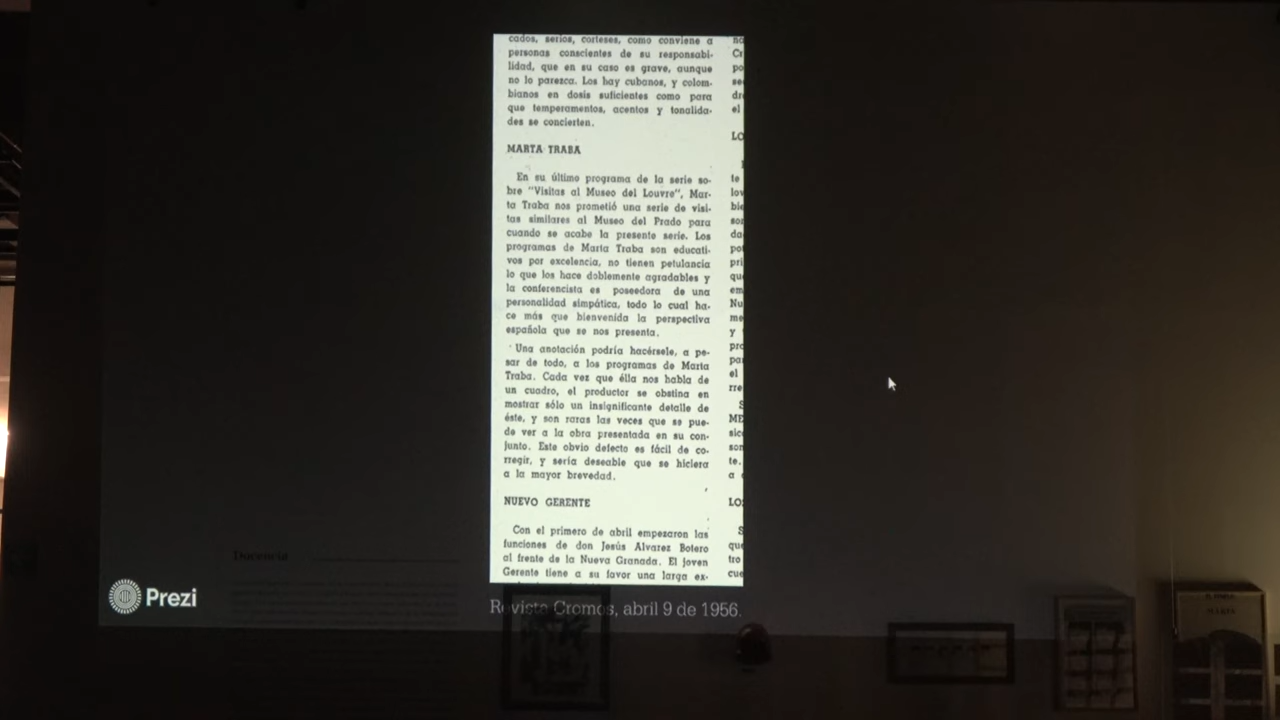 cados, serios, corteses, como conviene a
personas conscientes de su responsabi-
lidad, que en su caso es grave, aunque
no lo parezca. Los hay cubanos, y colom-
bianos en dosis suficientes como para
que temperamentos, acentos y tonalida-
des se concierten.
MARTA TRABA
En su último programa de la serie so-
bre "Visitas al Museo del Louvre", Mar-
ta Traba nos prometió una serie de visi-
tas similares al Museo del Prado para
cuando se acabe la presente serie. Los
programas de Marta Traba son educati-
vos por excelencia, no tienen petulancia
lo que los hace doblemente agradables y
la conferencista es poseedora de una
personalidad simpática, todo lo cual ha-
ce más que bienvenida la perspectiva
española que se nos presenta.
Una anotación podría hacérsele, a pe-
sar de todo, a los programas de Marta
Traba. Cada vez que élla nos habla de
un cuadro, el productor se obstina en
mostrar sólo un insignificante detalle de
éste, y son raras las veces que se pue-
de ver a la obra presentada en su con-
junto. Este obvio defecto es fácil de co-
rregir, y sería deseable que se hiciera
a la mayor brevedad.
NUEVO GERENTE
Con el primero de abril empezaron las
funciones de don Jesús Alvarez Botero
al frente de la Nueva Granada. El joven
Gerente tiene a su favor una larga ex-
Docencia
Prezi
Revista Cromos, abril 9 de 1956.